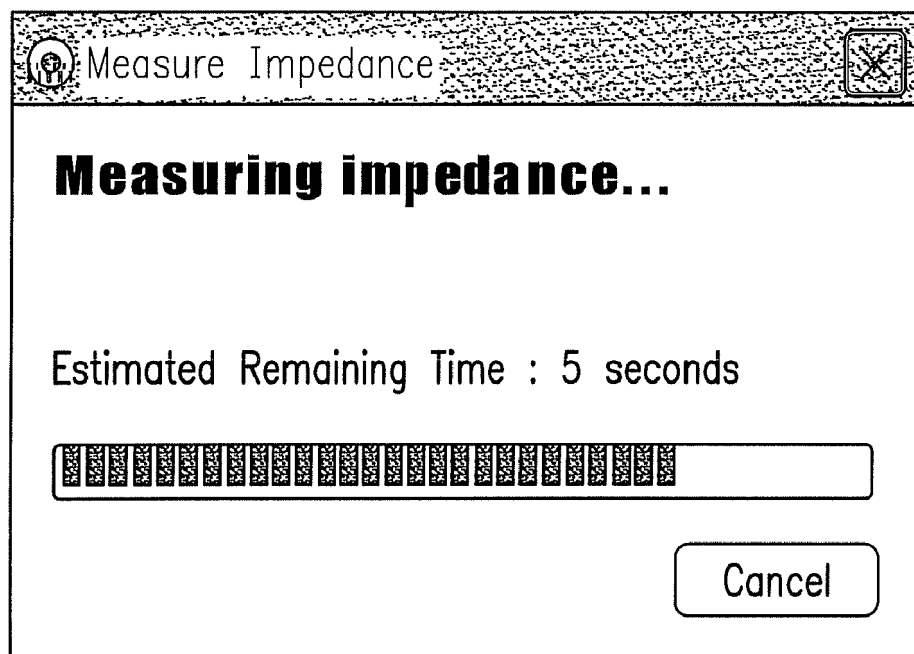 Measure Impedance
Measuring impedance...
Estimated Remaining Time : 5 seconds
Cancel